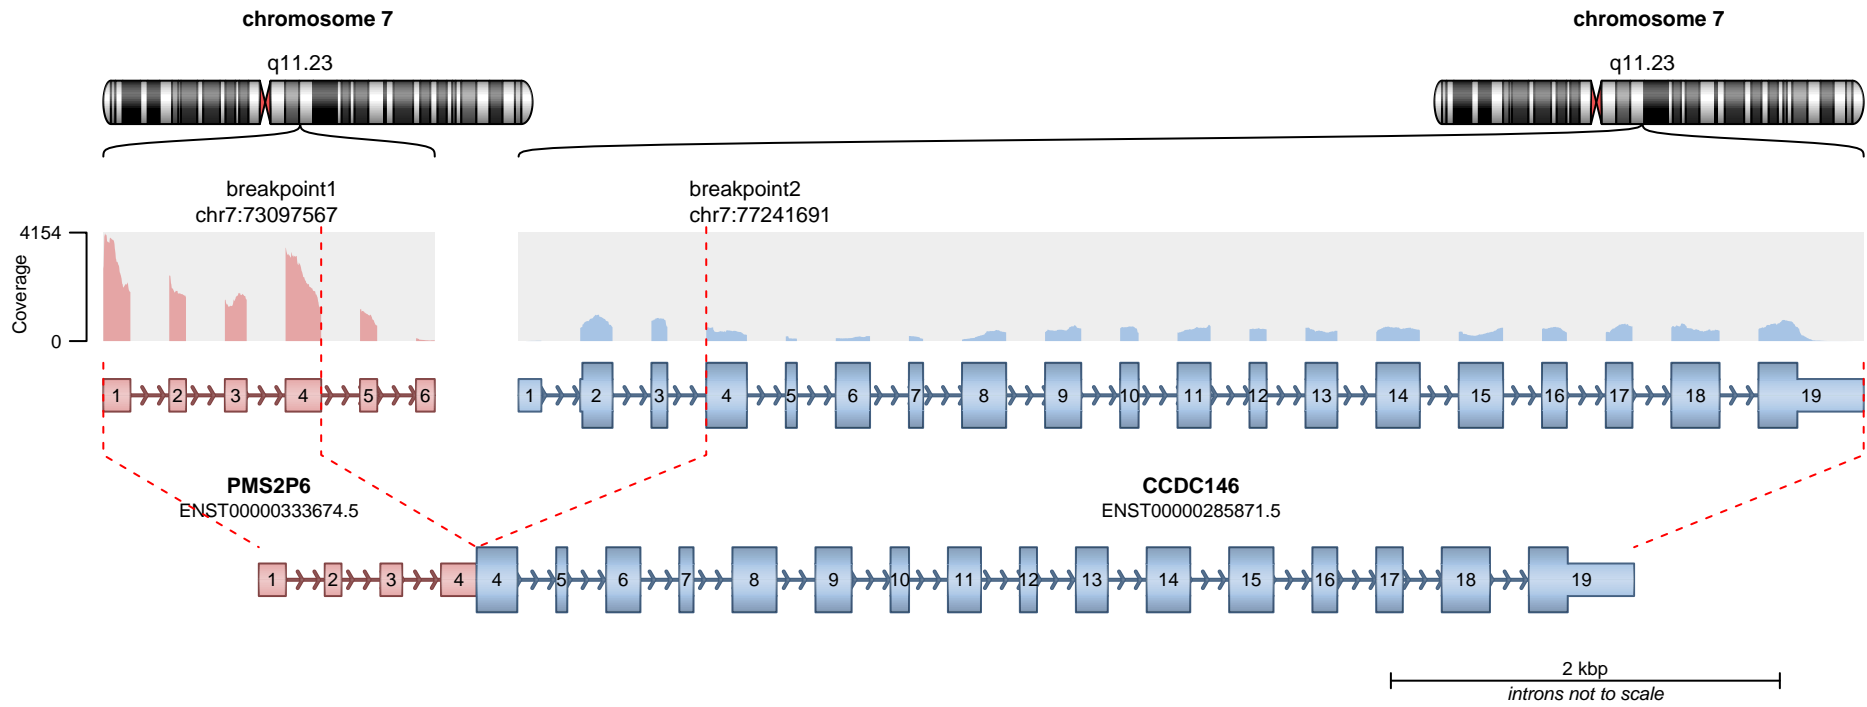 chromosome 7
chromosome 7
q11.23
q11.23
breakpoint1
chr7:73097567
breakpoint2
chr7:77241691
4154
Coverage
0
1 2 3 4 5 6
1 2 3 4 5 6 7 8 9 10 11 12 13 14 15 16 17 18 19
PMS2P6
ENST00000333674.5
CCDC146
ENST00000285871.5
1 2 3 4 4 5 6 7 8 9 10 11 12 13 14 15 16 17 18 19
2 kbp
introns not to scale